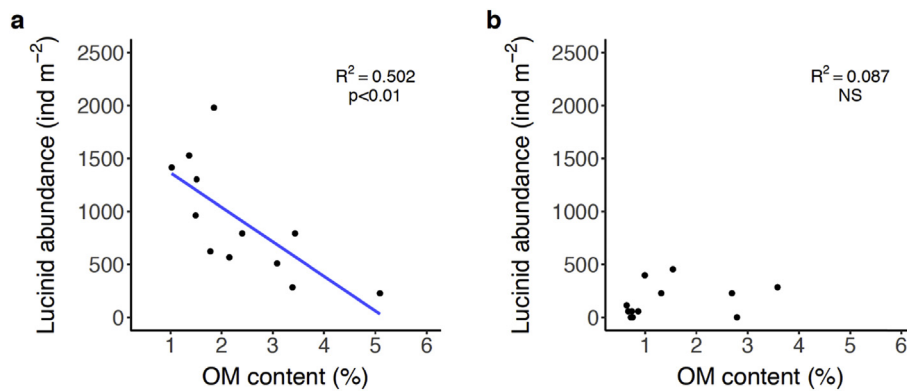 a
Lucinid abundance (ind m⁻²)
2500
2000
1500
1000
500
0
R² = 0.502
p<0.01
1 2 3 4 5 6
OM content (%)
b
Lucinid abundance (ind m⁻²)
2500
2000
1500
1000
500
0
R² = 0.087
NS
1 2 3 4 5 6
OM content (%)